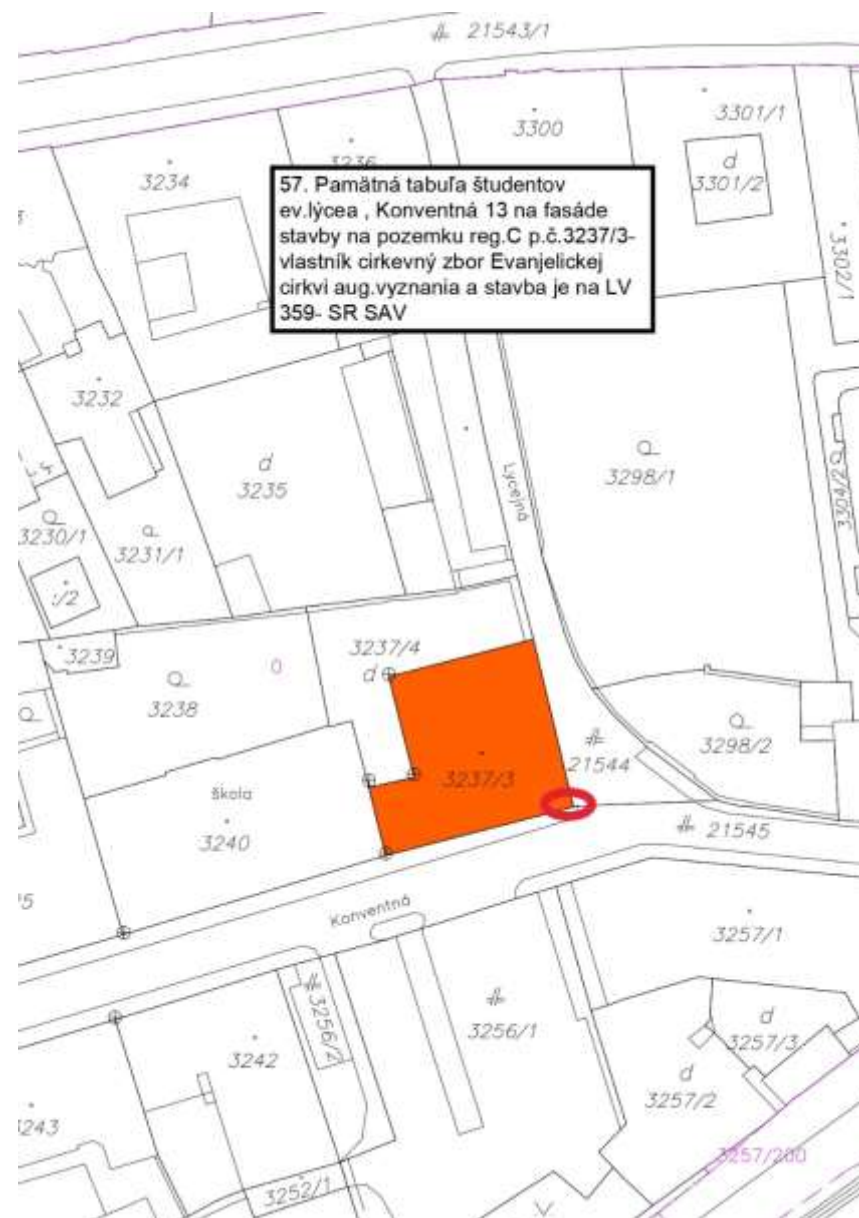 21543/1
3300
3301/1
3234
3236
d
3301/2
57. Pamätná tabuľa študentov
ev.lýcea , Konventná 13 na fasáde
stavby na pozemku reg.C p.č.3237/3-
vlastník cirkevný zbor Evanjelickej
cirkvi aug.vyznania a stavba je na LV
359- SR SAV
3302/1
3232
d
3235
3298/1
Lycejná
3304/2
3230/1
3231/1
3237/4
d
3239
3238
3298/2
21544
3237/3
škola
3240
21545
Konventná
3257/1
3256/2
3256/1
3242
d
3257/3
d
3257/2
3257/200
3252/1